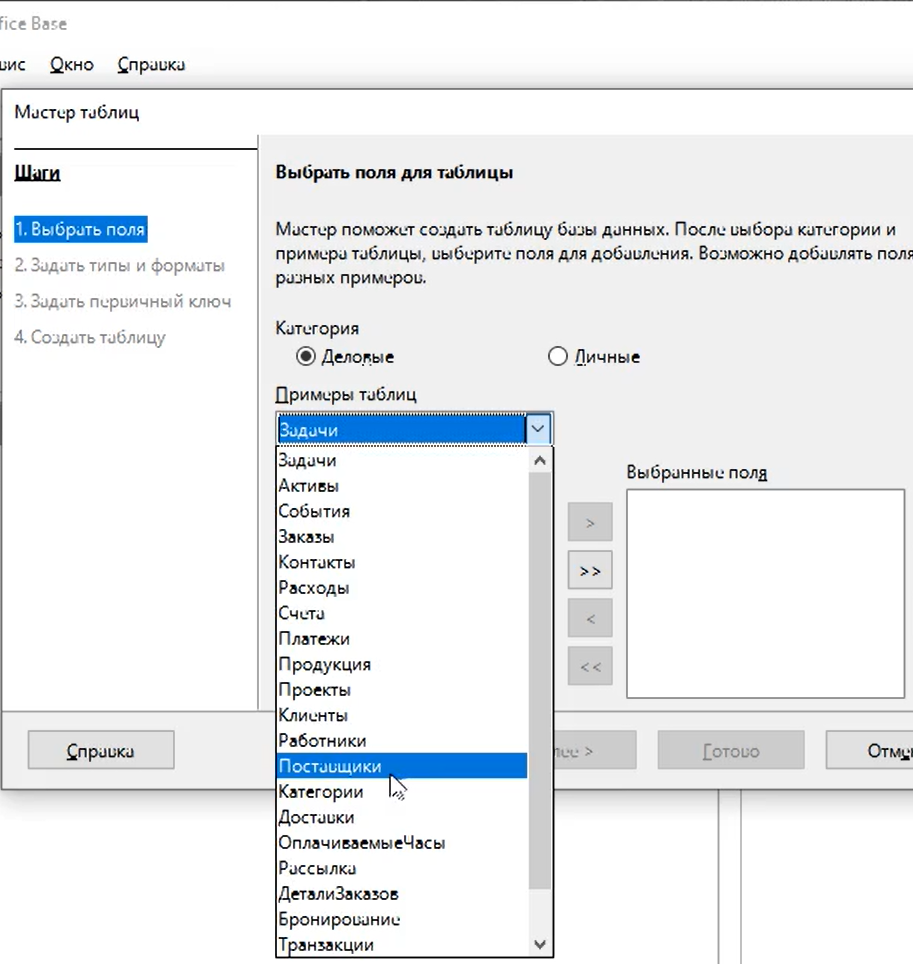 fice Base
вис Окно Справка
Мастер таблиц
Шаги
1. Выбрать поля
2. Задать типы и форматы
3. Задать первичный ключ
4. Создать таблицу
Выбрать поля для таблицы
Мастер поможет создать таблицу базы данных. После выбора категории и
примера таблицы, выберите поля для добавления. Возможно добавлять поля
разных примеров.
Категория
Деловые
Личные
Примеры таблиц
Задачи
Задачи
Активы
События
Заказы
Контакты
Расходы
Счета
Платежи
Продукция
Проекты
Клиенты
Работники
Поставщики
Категории
Доставки
ОплачиваемыеЧасы
Рассылка
ДеталиЗаказов
Бронирование
Транзакции
>
>>
<
<<
Выбранные поля
Справка
лее >
Готово
Отме